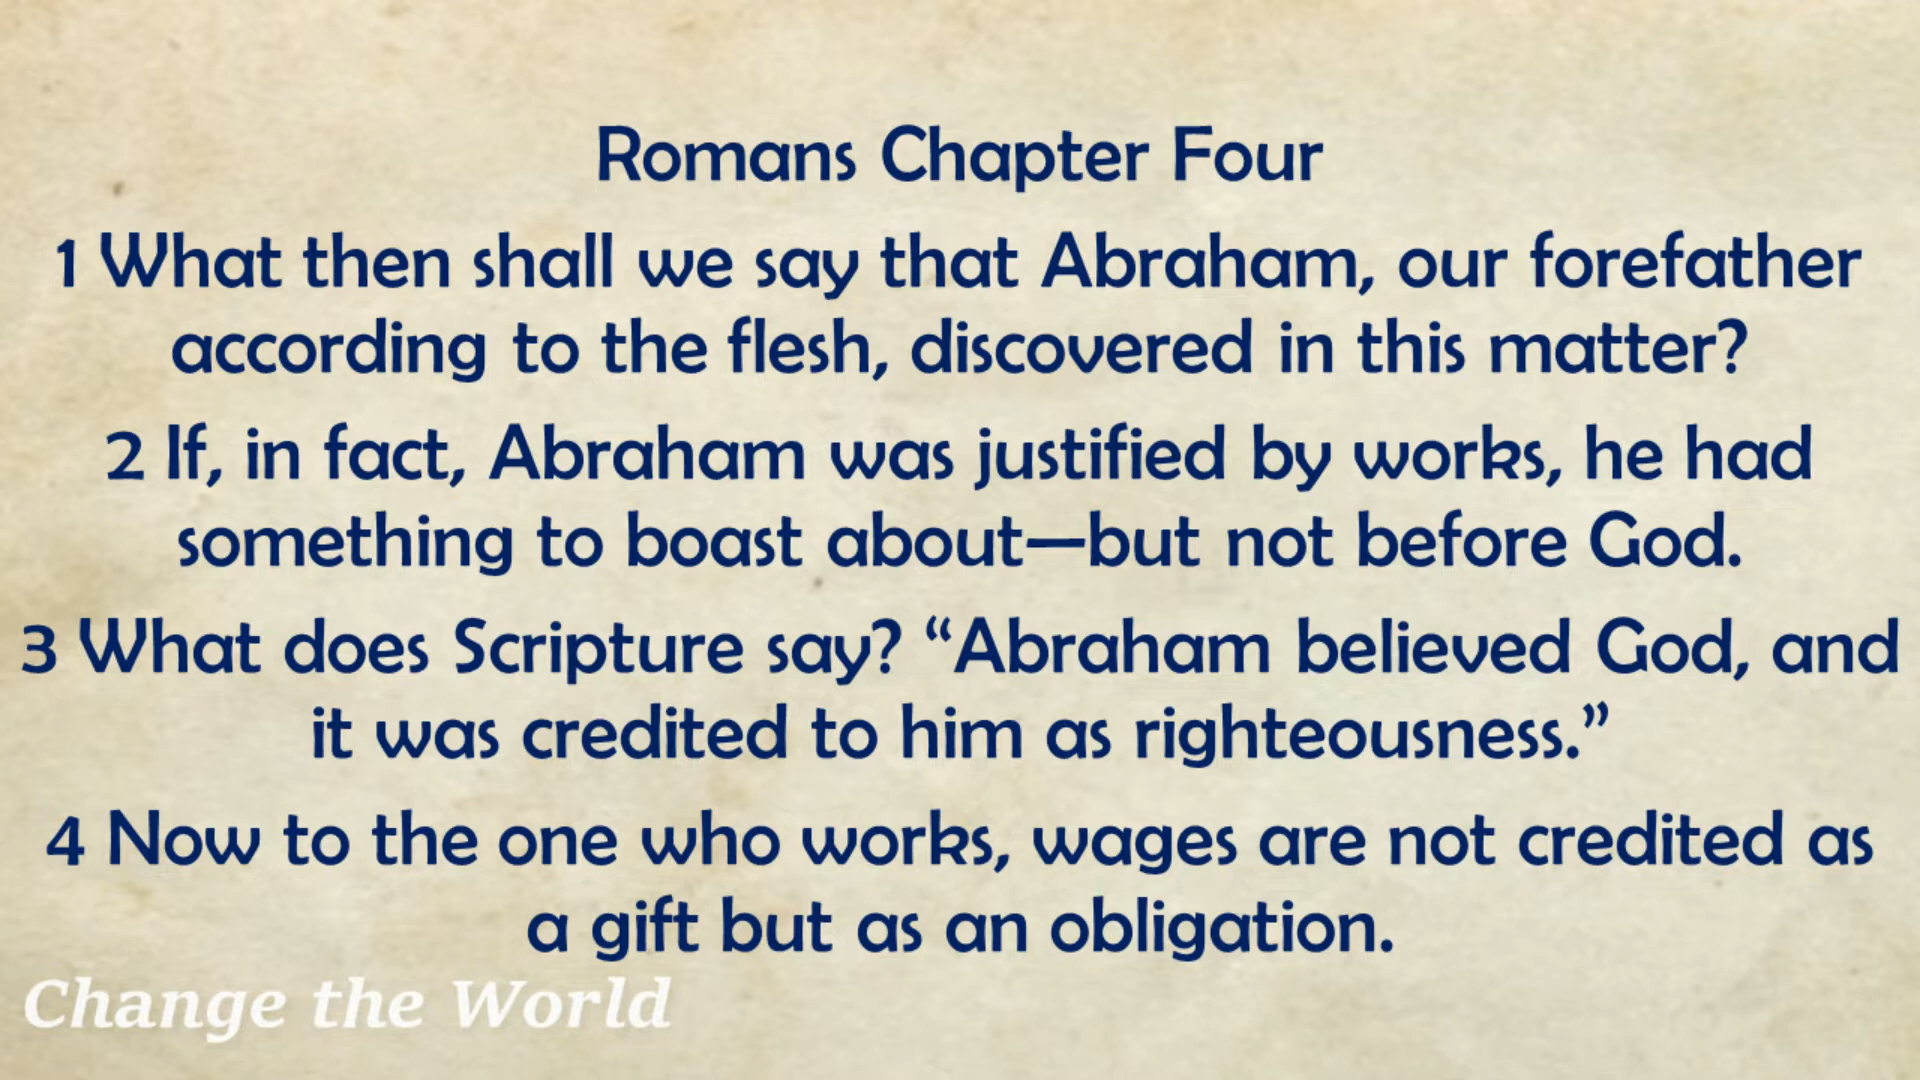 Romans Chapter Four
1 What then shall we say that Abraham, our forefather
according to the flesh, discovered in this matter?
2 If, in fact, Abraham was justified by works, he had
something to boast about—but not before God.
3 What does Scripture say? “Abraham believed God, and
it was credited to him as righteousness.”
4 Now to the one who works, wages are not credited as
a gift but as an obligation.
Change the World